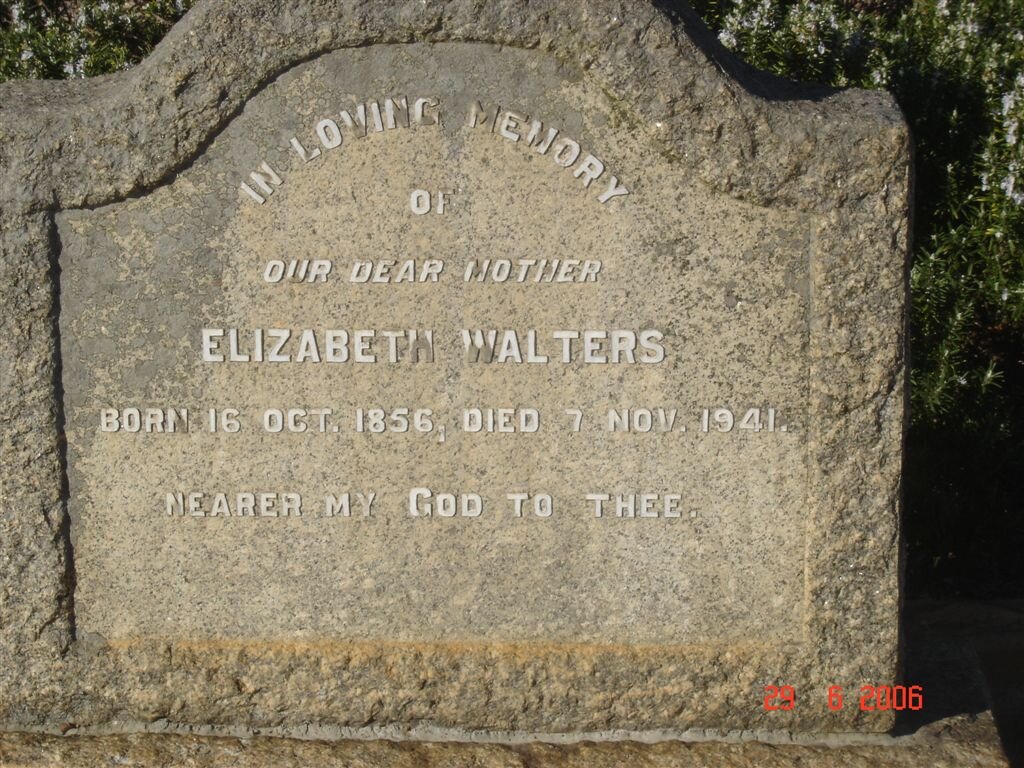 IN LOVING MEMORY
OF
OUR DEAR MOTHER
ELIZABETH WALTERS
BORN 16 OCT. 1856, DIED 7 NOV. 1941.
NEARER MY GOD TO THEE.
29 6 2006